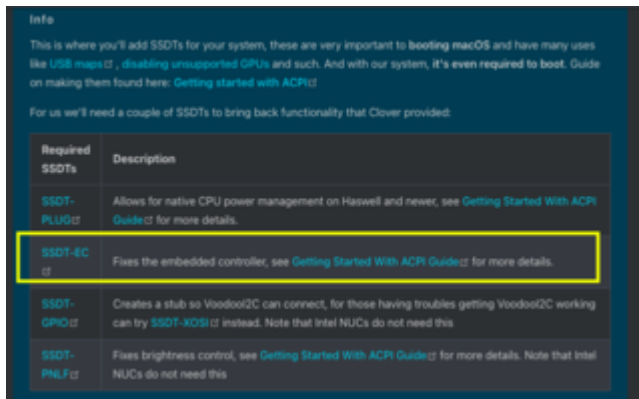 Info
This is where you'll add SSDTs for your system, these are very important to booting macOS and have many uses
like USB maps, disabling unsupported GPUs and such. And with our system, it's even required to boot. Guide
on making them found here: Getting started with ACPI
For us we'll need a couple of SSDTs to bring back functionality that Clover provided:
Required
SSDTs
Description
SSDT-
PLUG
Allows for native CPU power management on Haswell and newer, see Getting Started With ACPI
Guide for more details.
SSDT-EC
Fixes the embedded controller, see Getting Started With ACPI Guide for more details.
SSDT-
GPIO
Creates a stub so VoodooI2C can connect, for those having troubles getting VoodooI2C working
can try SSDT-XOSI instead. Note that Intel NUCs do not need this
SSDT-
PNLF
Fixes brightness control, see Getting Started With ACPI Guide for more details. Note that Intel
NUCs do not need this